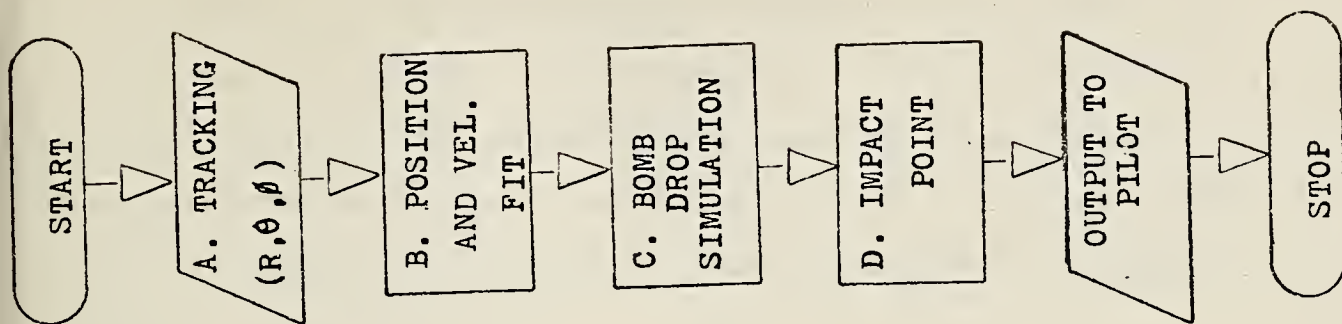 START
A. TRACKING
(R,θ,ø)
B. POSITION
AND VEL.
FIT
C. BOMB
DROP
SIMULATION
D. IMPACT
POINT
OUTPUT TO
PILOT
STOP